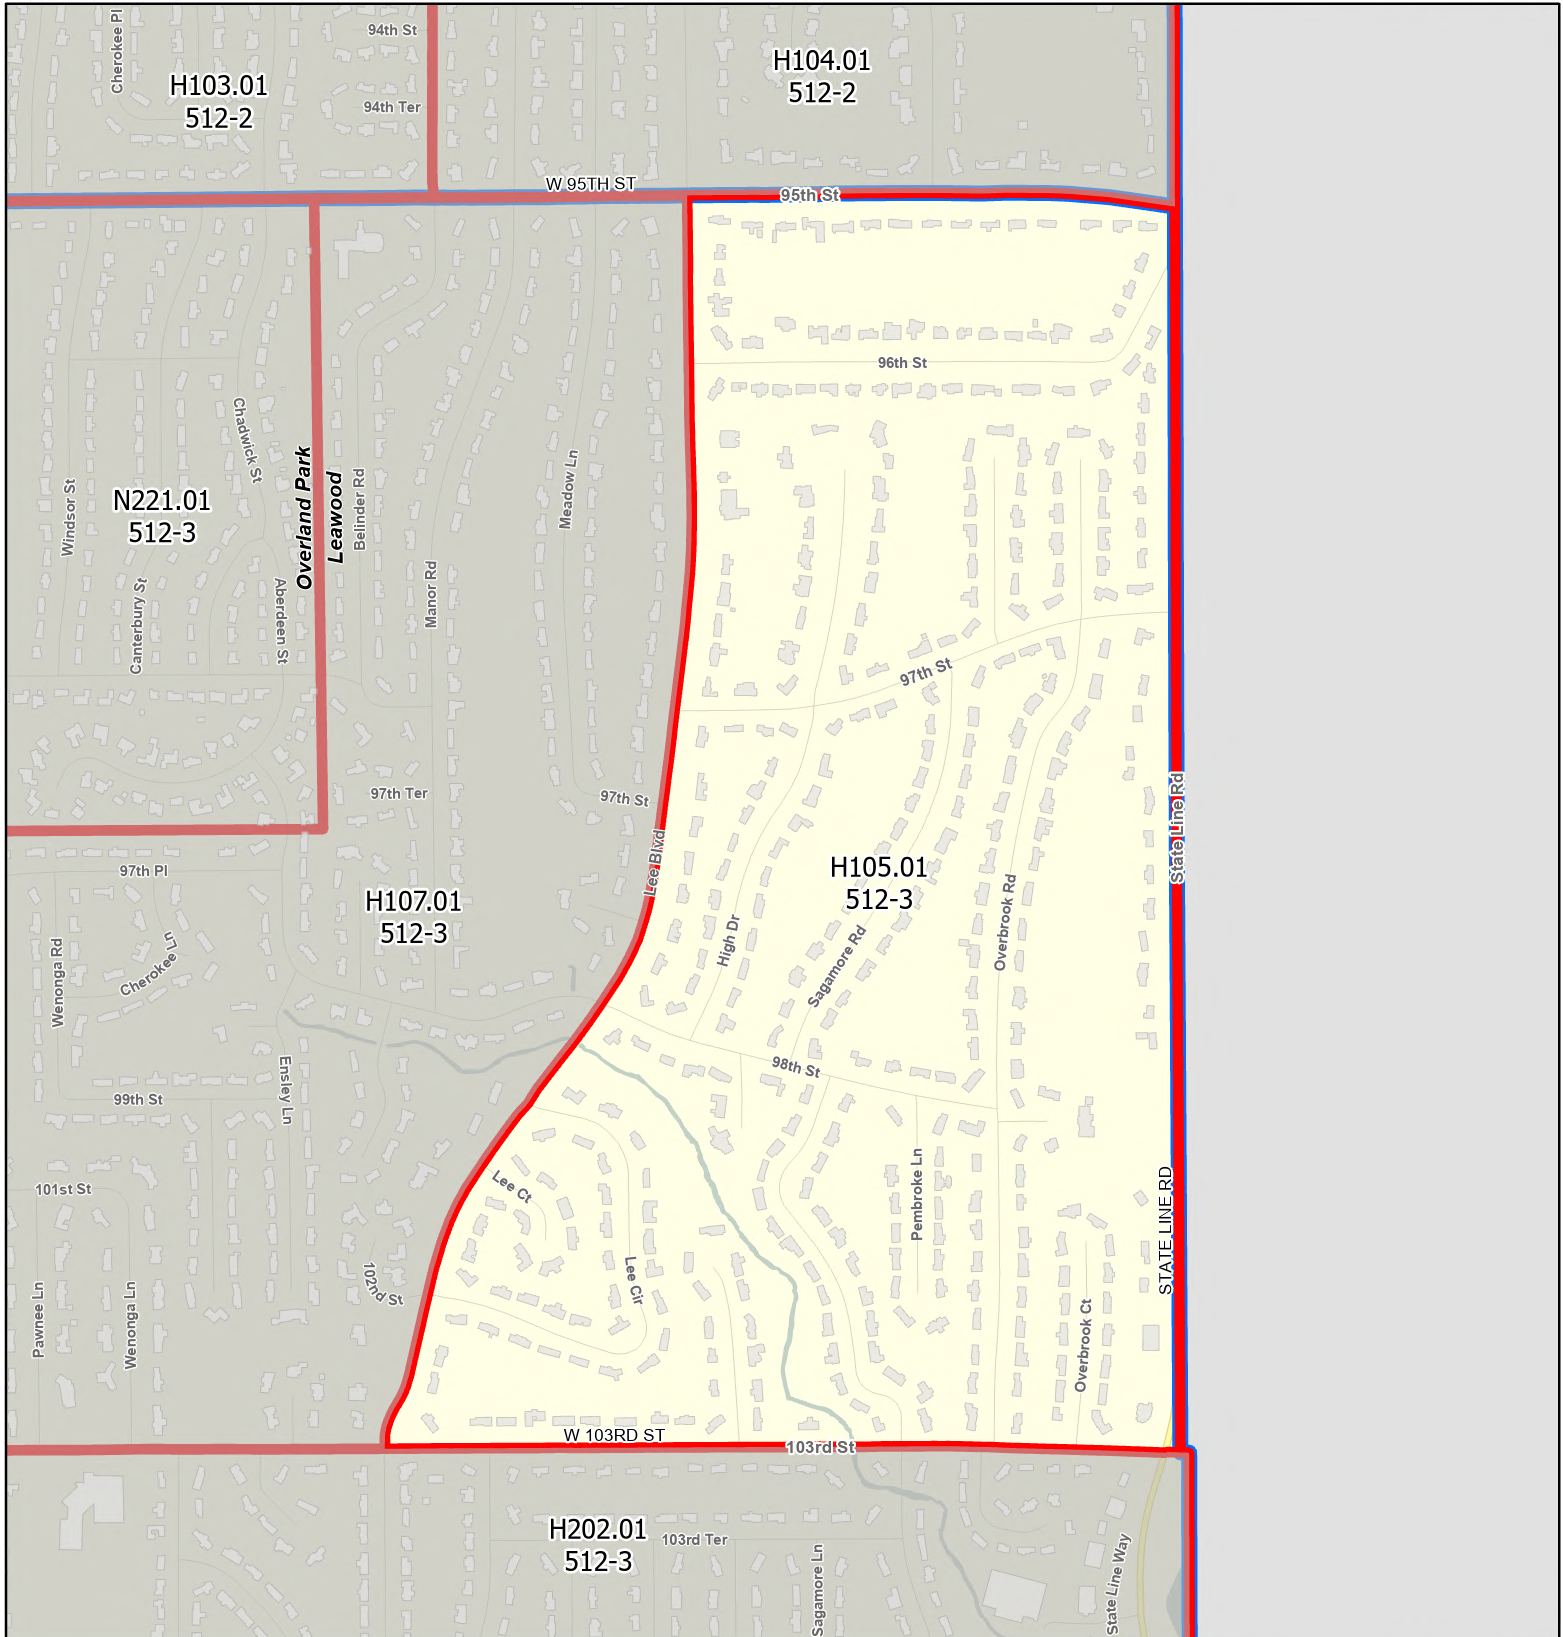 Cherokee Pl
94th St
H103.01
512-2
94th Ter
H104.01
512-2
W 95TH ST
95th St
96th St
Chadwick St
Windsor St
N221.01
512-3
Overland Park
Leawood
Belinder Rd
Meadow Ln
Canterbury St
Aberdeen St
Manor Rd
97th St
97th Ter
97th St
Lee Blvd
State Line Rd
97th Pl
H107.01
512-3
H105.01
512-3
High Dr
Sagamore Rd
Overbrook Rd
Wenonga Rd
Cherokee Ln
98th St
Ensley Ln
99th St
101st St
Lee Ct
Pembroke Ln
STATE LINE RD
Lee Cir
102nd St
Pawnee Ln
Wenonga Ln
Overbrook Ct
W 103RD ST
103rd St
H202.01
512-3
103rd Ter
Sagamore Ln
State Line Way